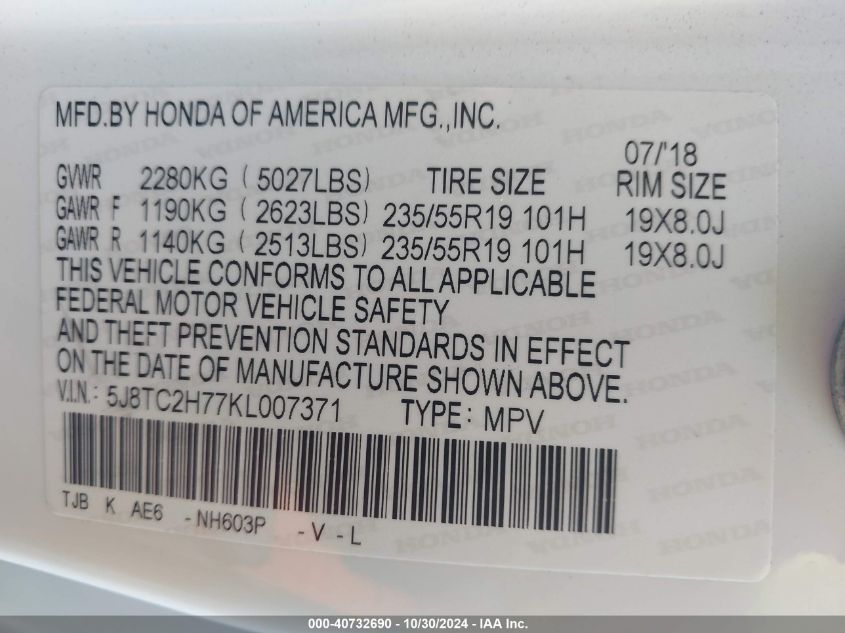 MFD.BY HONDA OF AMERICA MFG.,INC.
07/'18
GVWR 2280KG ( 5027LBS) TIRE SIZE RIM SIZE
GAWR F 1190KG ( 2623LBS) 235/55R19 101H 19X8.0J
GAWR R 1140KG ( 2513LBS) 235/55R19 101H 19X8.0J
THIS VEHICLE CONFORMS TO ALL APPLICABLE
FEDERAL MOTOR VEHICLE SAFETY
AND THEFT PREVENTION STANDARDS IN EFFECT
ON THE DATE OF MANUFACTURE SHOWN ABOVE.
V.I.N.: 5J8TC2H77KL007371 TYPE: MPV
TJB K AE6 -NH603P -V-L
000-40732690 - 10/30/2024 - IAA Inc.